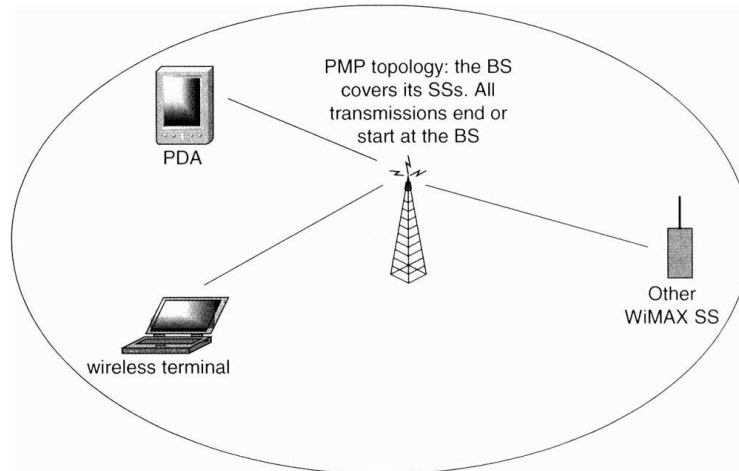 PMP topology: the BS
covers its SSs. All
transmissions end or
start at the BS
PDA
Other
WiMAX SS
wireless terminal